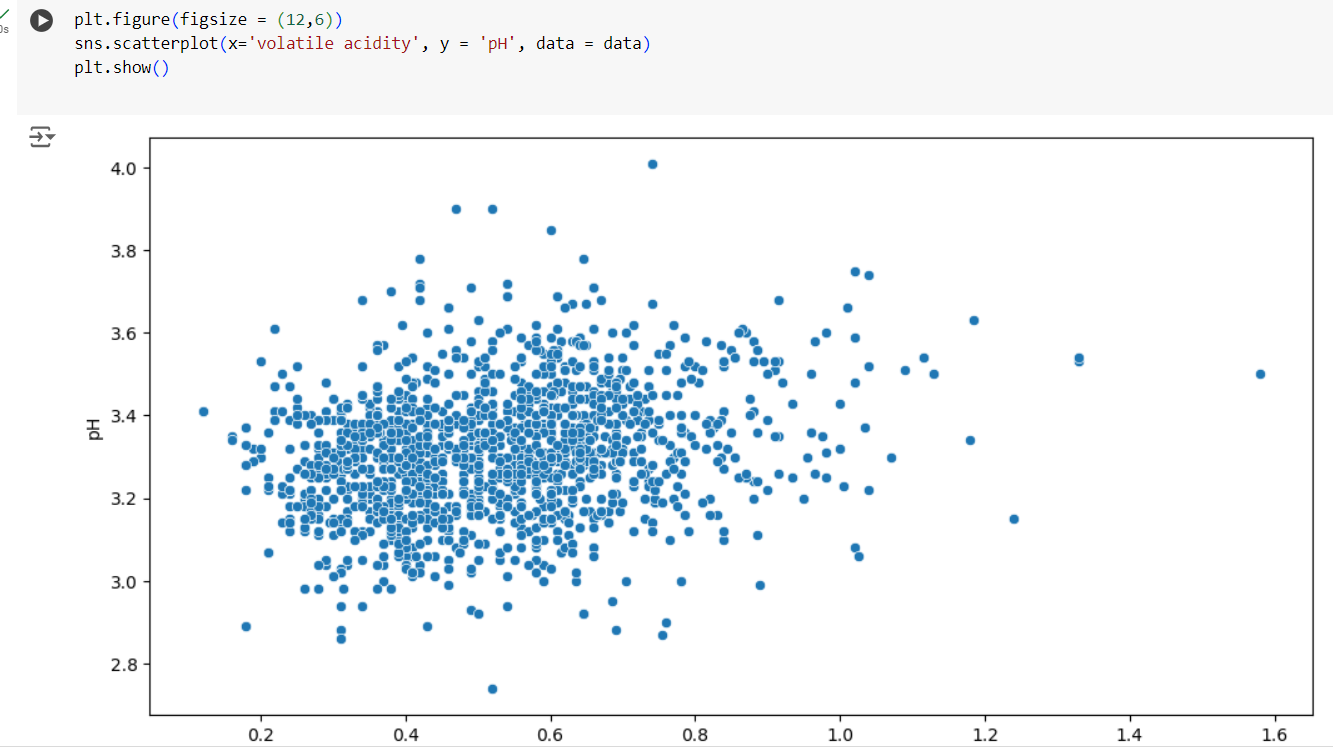 plt.figure(figsize = (12,6))
sns.scatterplot(x='volatile acidity', y = 'pH', data = data)
plt.show()
0s
4.0
3.8
3.6
3.4
3.2
3.0
2.8
pH
0.2 0.4 0.6 0.8 1.0 1.2 1.4 1.6